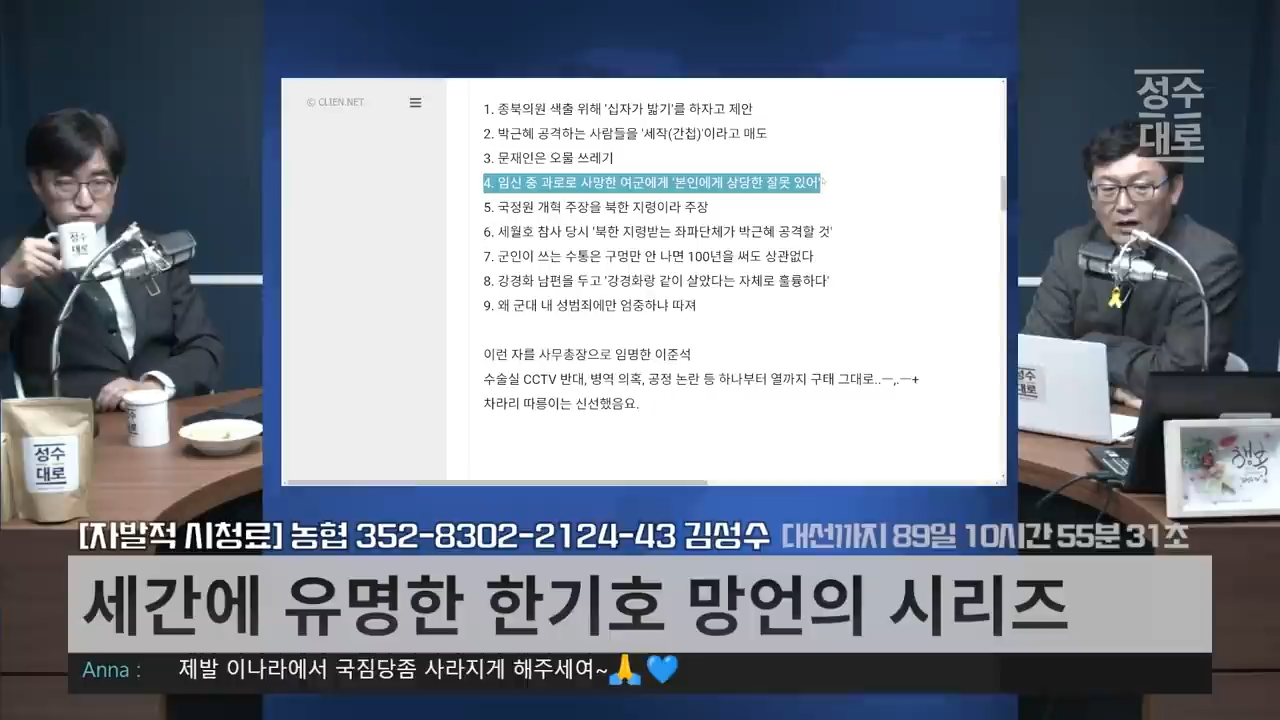 성수
대로
© CLIEN.NET
1. 종북의원 색출 위해 '십자가 밟기'를 하자고 제안
2. 박근혜 공격하는 사람들을 '세작(간첩)'이라고 매도
3. 문재인은 오물 쓰레기
4. 임신 중 과로로 사망한 여군에게 '본인에게 상당한 잘못 있어'
5. 국정원 개혁 주장을 북한 지령이라 주장
6. 세월호 참사 당시 '북한 지령받는 좌파단체가 박근혜 공격할 것'
7. 군인이 쓰는 수통은 구멍만 안 나면 100년을 써도 상관없다
8. 강경화 남편을 두고 '강경화랑 같이 살았다는 자체로 훌륭하다'
9. 왜 군대 내 성범죄에만 엄중하냐 따져
이런 자를 사무총장으로 임명한 이준석
수술실 CCTV 반대, 병역 의혹, 공정 논란 등 하나부터 열까지 구태 그대로..ㅡ,.ㅡ+
차라리 따릉이는 신선했음요.
성수
대로
성수
대로
대로
행복
[자발적 시청료] 농협 352-8302-2124-43 김성수 대선까지 89일 10시간 55분 31초
세간에 유명한 한기호 망언의 시리즈
Anna : 제발 이나라에서 국짐당좀 사라지게 해주세여~🙏💙